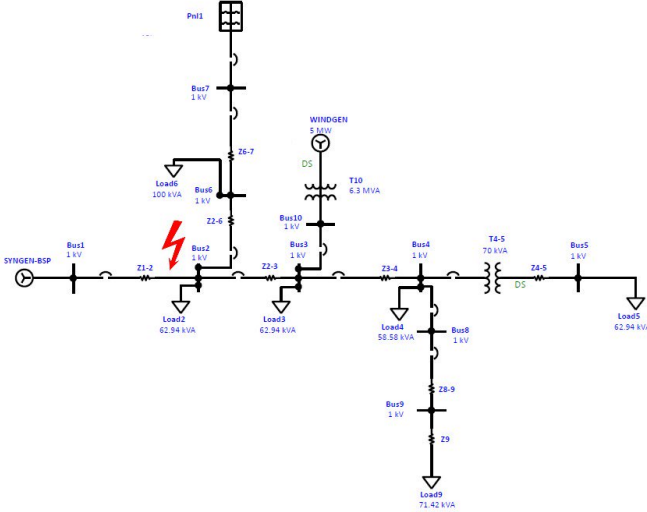 Pnl1
Bus7
1 kV
WINDGEN
5 MW
Z6-7
DS
Load6
100 kVA
Bus6
1 kV
T10
6.3 MVA
Z2-6
Bus10
1 kV
SYNGEN-BSP
Bus1
1 kV
Z1-2
Bus2
1 kV
Z2-3
Bus3
1 kV
Z3-4
Bus4
1 kV
T4-5
70 kVA
DS
Z4-5
Bus5
1 kV
Load2
62.94 kVA
Load3
62.94 kVA
Load4
58.58 kVA
Bus8
1 kV
Load5
62.94 kVA
Z8-9
Bus9
1 kV
Z9
Load9
71.42 kVA